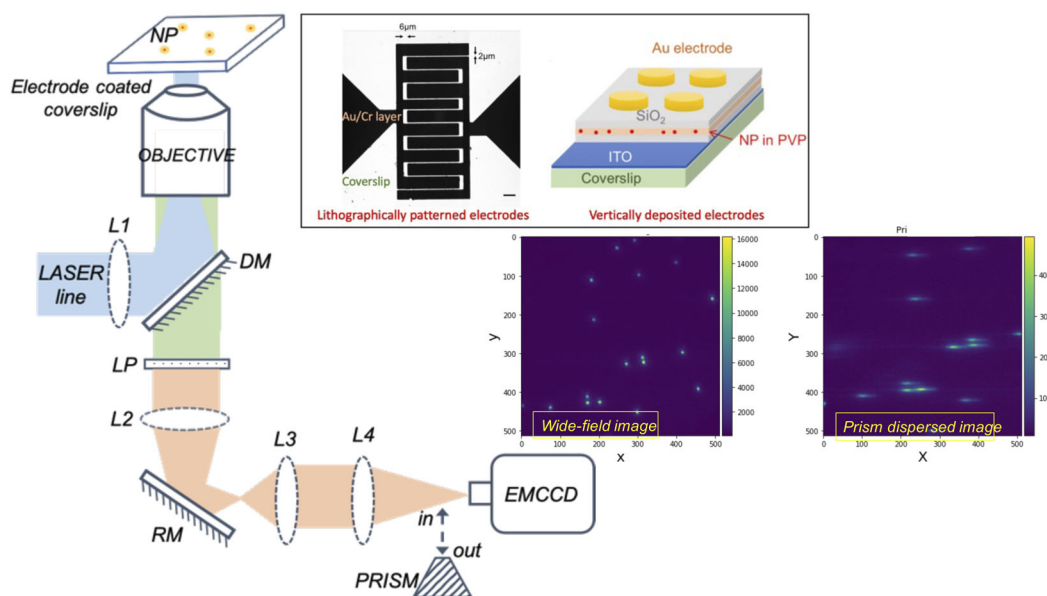 NP
Electrode coated
coverslip
OBJECTIVE
L1
LASER
line
DM
LP
L2
RM
L3
L4
EMCCD
in
out
PRISM
6μm
2μm
Au/Cr layer
Coverslip
Lithographically patterned electrodes
Au electrode
SiO2
NP in PVP
ITO
Coverslip
Vertically deposited electrodes
0
100
200
300
400
500
y
0 100 200 300 400 500
x
Wide-field image
16000
14000
12000
10000
8000
6000
4000
2000
Pri
0
100
200
300
400
500
Y
0 100 200 300 400 500
X
Prism dispersed image